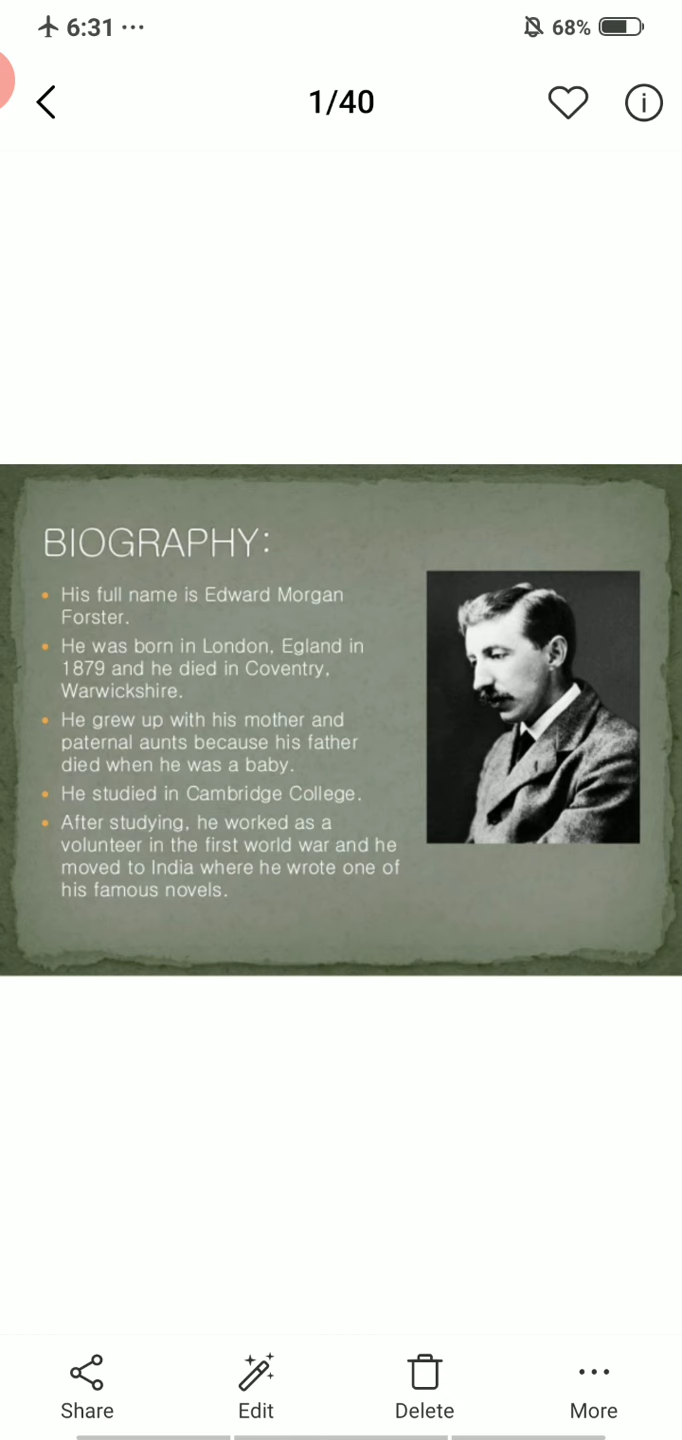 6:31 ...
68%
1/40
BIOGRAPHY:
• His full name is Edward Morgan
Forster.
• He was born in London, Egland in
1879 and he died in Coventry,
Warwickshire.
• He grew up with his mother and
paternal aunts because his father
died when he was a baby.
• He studied in Cambridge College.
• After studying, he worked as a
volunteer in the first world war and he
moved to India where he wrote one of
his famous novels.
Share Edit Delete More